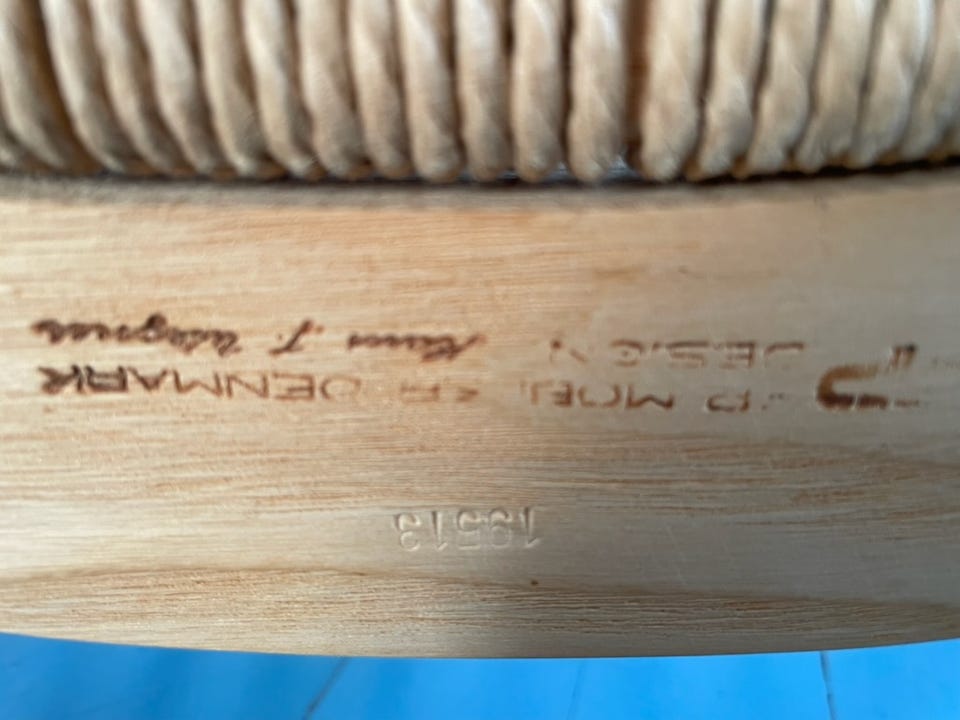 19513
PP MØBLER DENMARK
DESIGN Hans J. Wegner